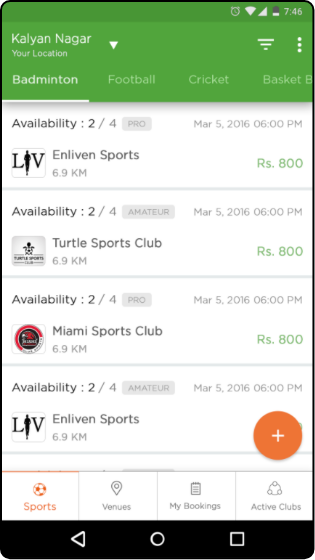 7:46
Kalyan Nagar
Your Location
Badminton Football Cricket Basket B
Availability : 2 / 4 PRO Mar 5, 2016 06:00 PM
LIV Enliven Sports Rs. 800
6.9 KM
Availability : 2 / 4 AMATEUR Mar 5, 2016 06:00 PM
TURTLE SPORTS CLUB Turtle Sports Club Rs. 800
6.9 KM
Availability : 2 / 4 PRO Mar 5, 2016 06:00 PM
Miami Sports Club Rs. 800
6.9 KM
Availability : 2 / 4 AMATEUR Mar 5, 2016 06:00 PM
LIV Enliven Sports
6.9 KM
+
Sports Venues My Bookings Active Clubs